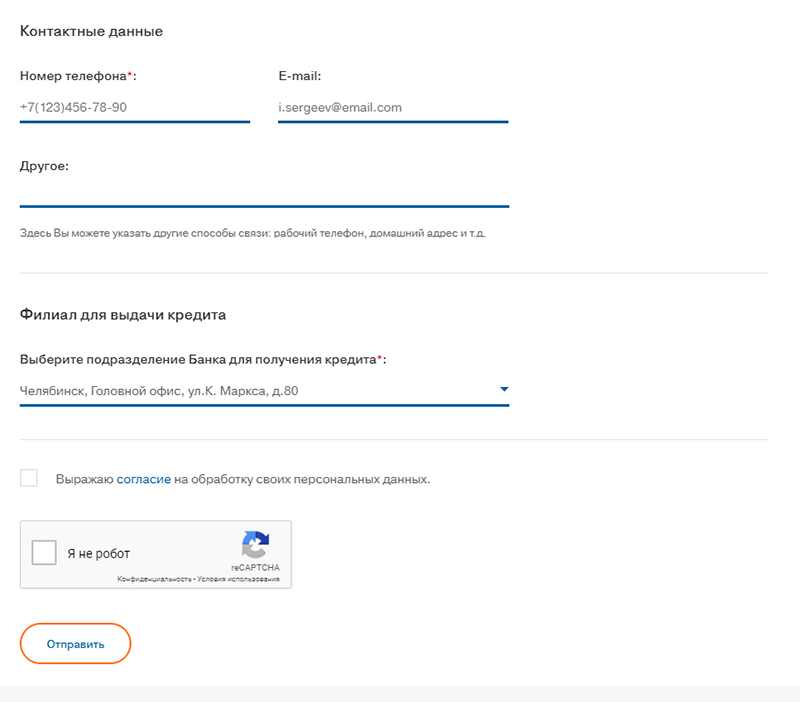 Контактные данные
Номер телефона*: E-mail:
+7(123)456-78-90 i.sergeev@email.com
Другое:
Здесь Вы можете указать другие способы связи: рабочий телефон, домашний адрес и т.д.
Филиал для выдачи кредита
Выберите подразделение Банка для получения кредита*:
Челябинск, Головной офис, ул.К. Маркса, д.80
Выражаю согласие на обработку своих персональных данных.
Я не робот
reCAPTCHA
Конфиденциальность - Условия использования
Отправить